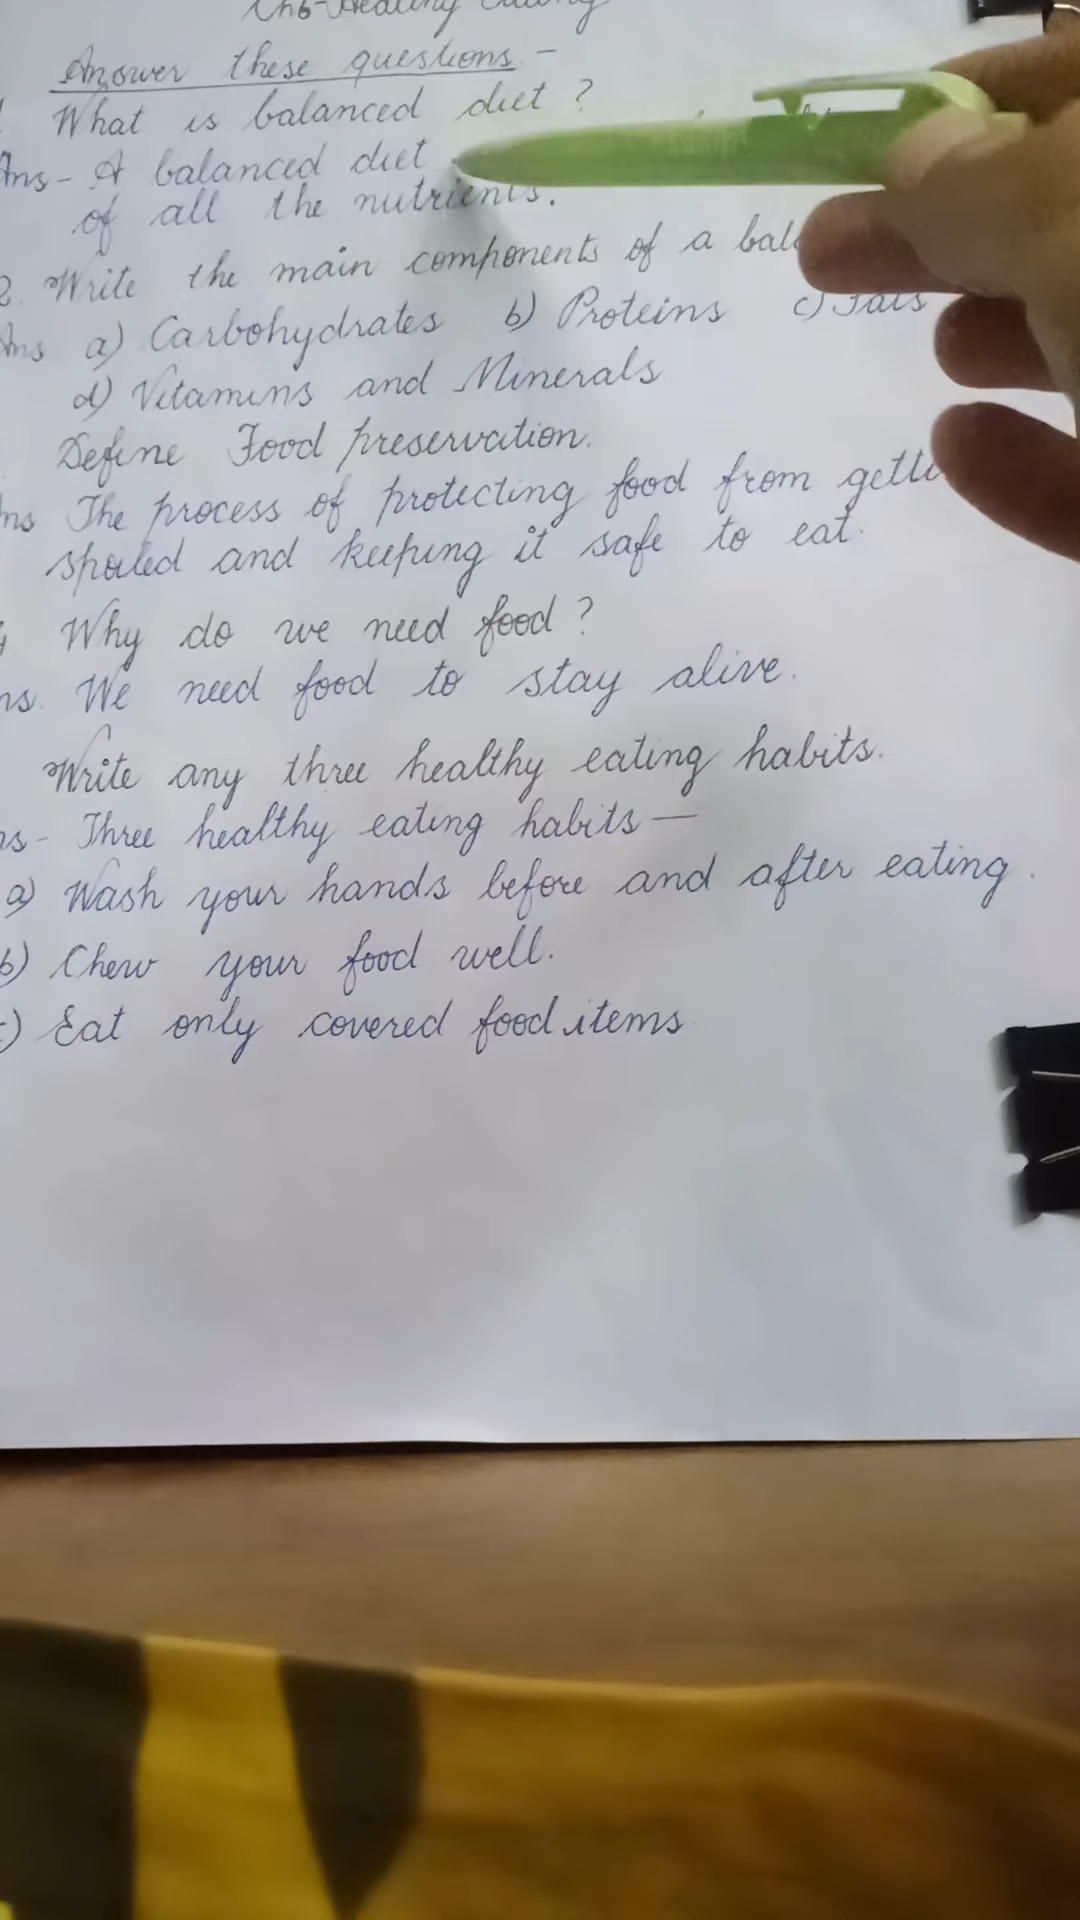 Ch6-Healthy Eating
Answer these questions -
What is balanced diet ?
Ans- A balanced diet
of all the nutrients.
2. Write the main components of a
Ans a) Carbohydrates b) Proteins c) Fats
d) Vitamins and Minerals
Define Food preservation.
The process of protecting food from
spoiled and keeping it safe to eat.
Why do we need food ?
We need food to stay alive.
Write any three healthy eating habits.
Three healthy eating habits —
a) Wash your hands before and after eating.
b) Chew your food well.
c) Eat only covered food items